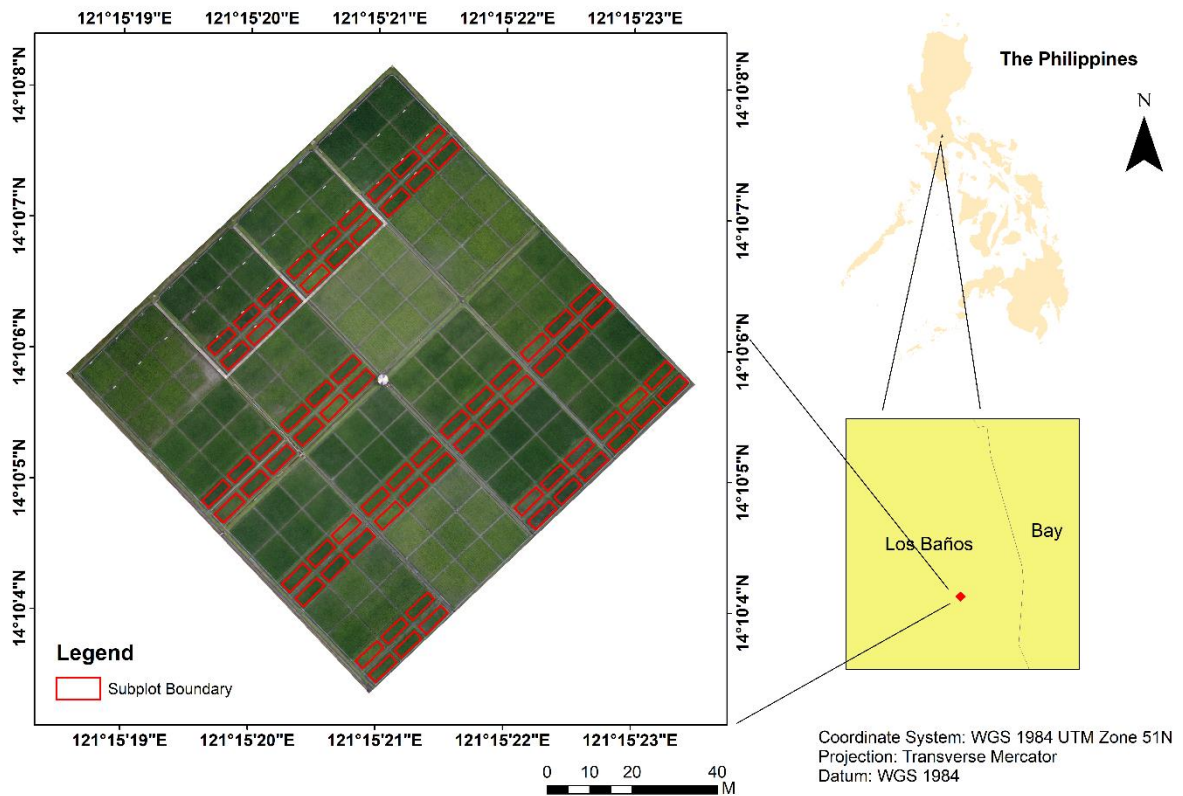 121°15'19"E 121°15'20"E 121°15'21"E 121°15'22"E 121°15'23"E
14°10'8"N
14°10'7"N
14°10'6"N
14°10'5"N
14°10'4"N
14°10'8"N
14°10'7"N
14°10'6"N
14°10'5"N
14°10'4"N
Legend
Subplot Boundary
121°15'19"E 121°15'20"E 121°15'21"E 121°15'22"E 121°15'23"E
0 10 20 40
M
The Philippines
N
Los Baños
Bay
Coordinate System: WGS 1984 UTM Zone 51N
Projection: Transverse Mercator
Datum: WGS 1984